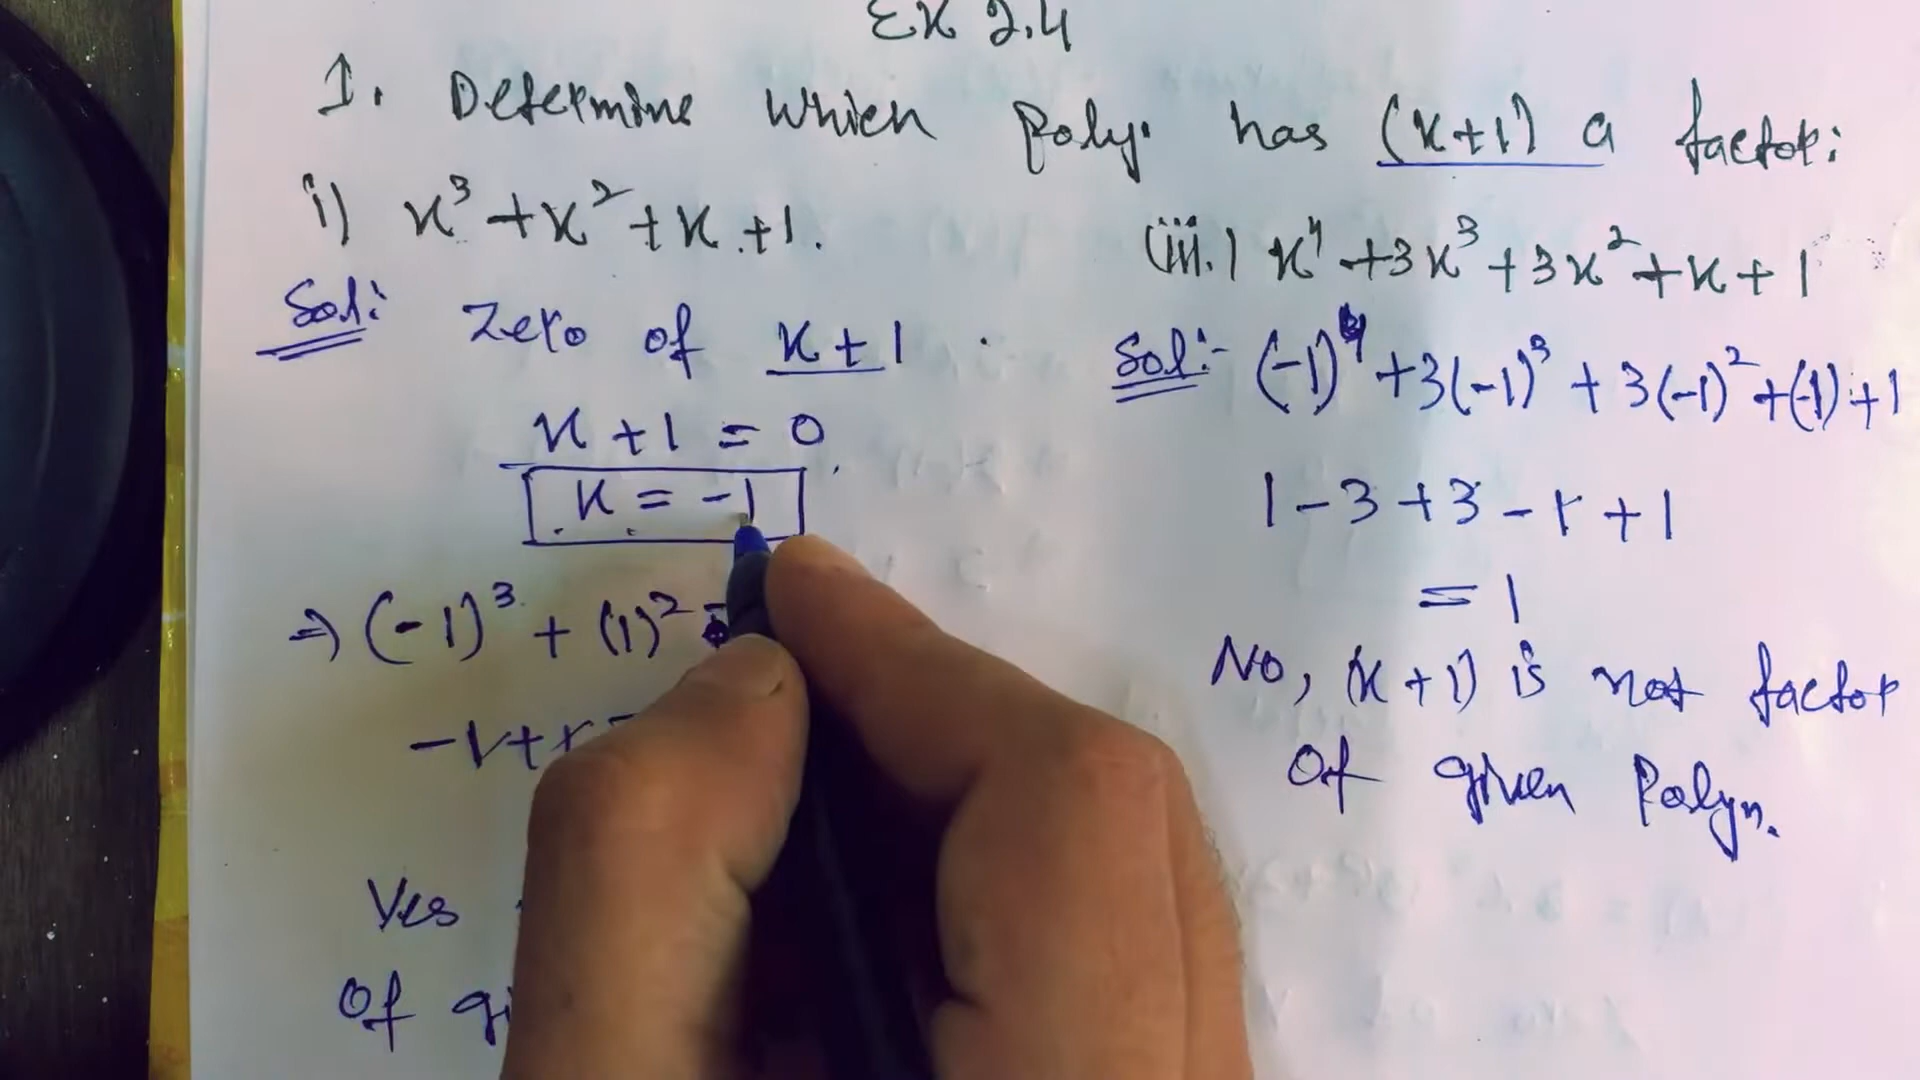 Ex 2.4
1. Determine which Poly. has (x+1) a factor:
i) x³ + x² + x + 1.
Sol: Zero of x + 1
x + 1 = 0
x = -1
⇒ (-1)³ + (1)²
-1 + 1 -
Yes
Of gi
(iii.) x⁴ + 3x³ + 3x² + x + 1
Sol:- (-1)⁴ + 3(-1)³ + 3(-1)² + (-1) + 1
1 - 3 + 3 - 1 + 1
= 1
No, (x + 1) is not factor
Of given Polyn.